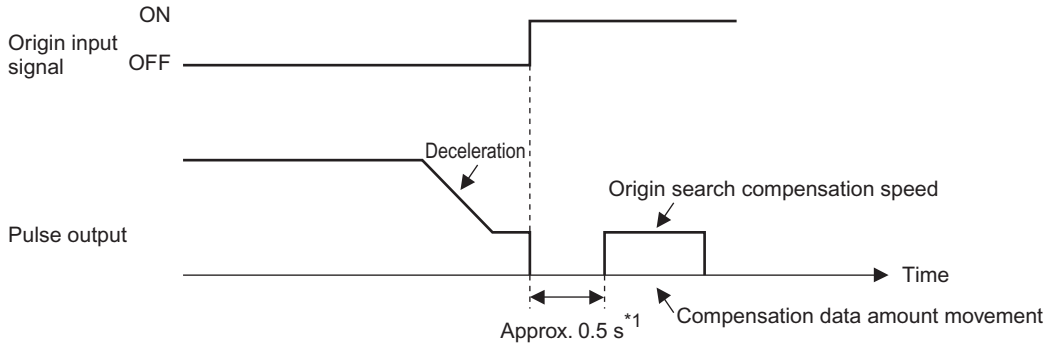 ON
Origin input
signal
OFF
Deceleration
Origin search compensation speed
Pulse output
Time
Approx. 0.5 s*1
Compensation data amount movement